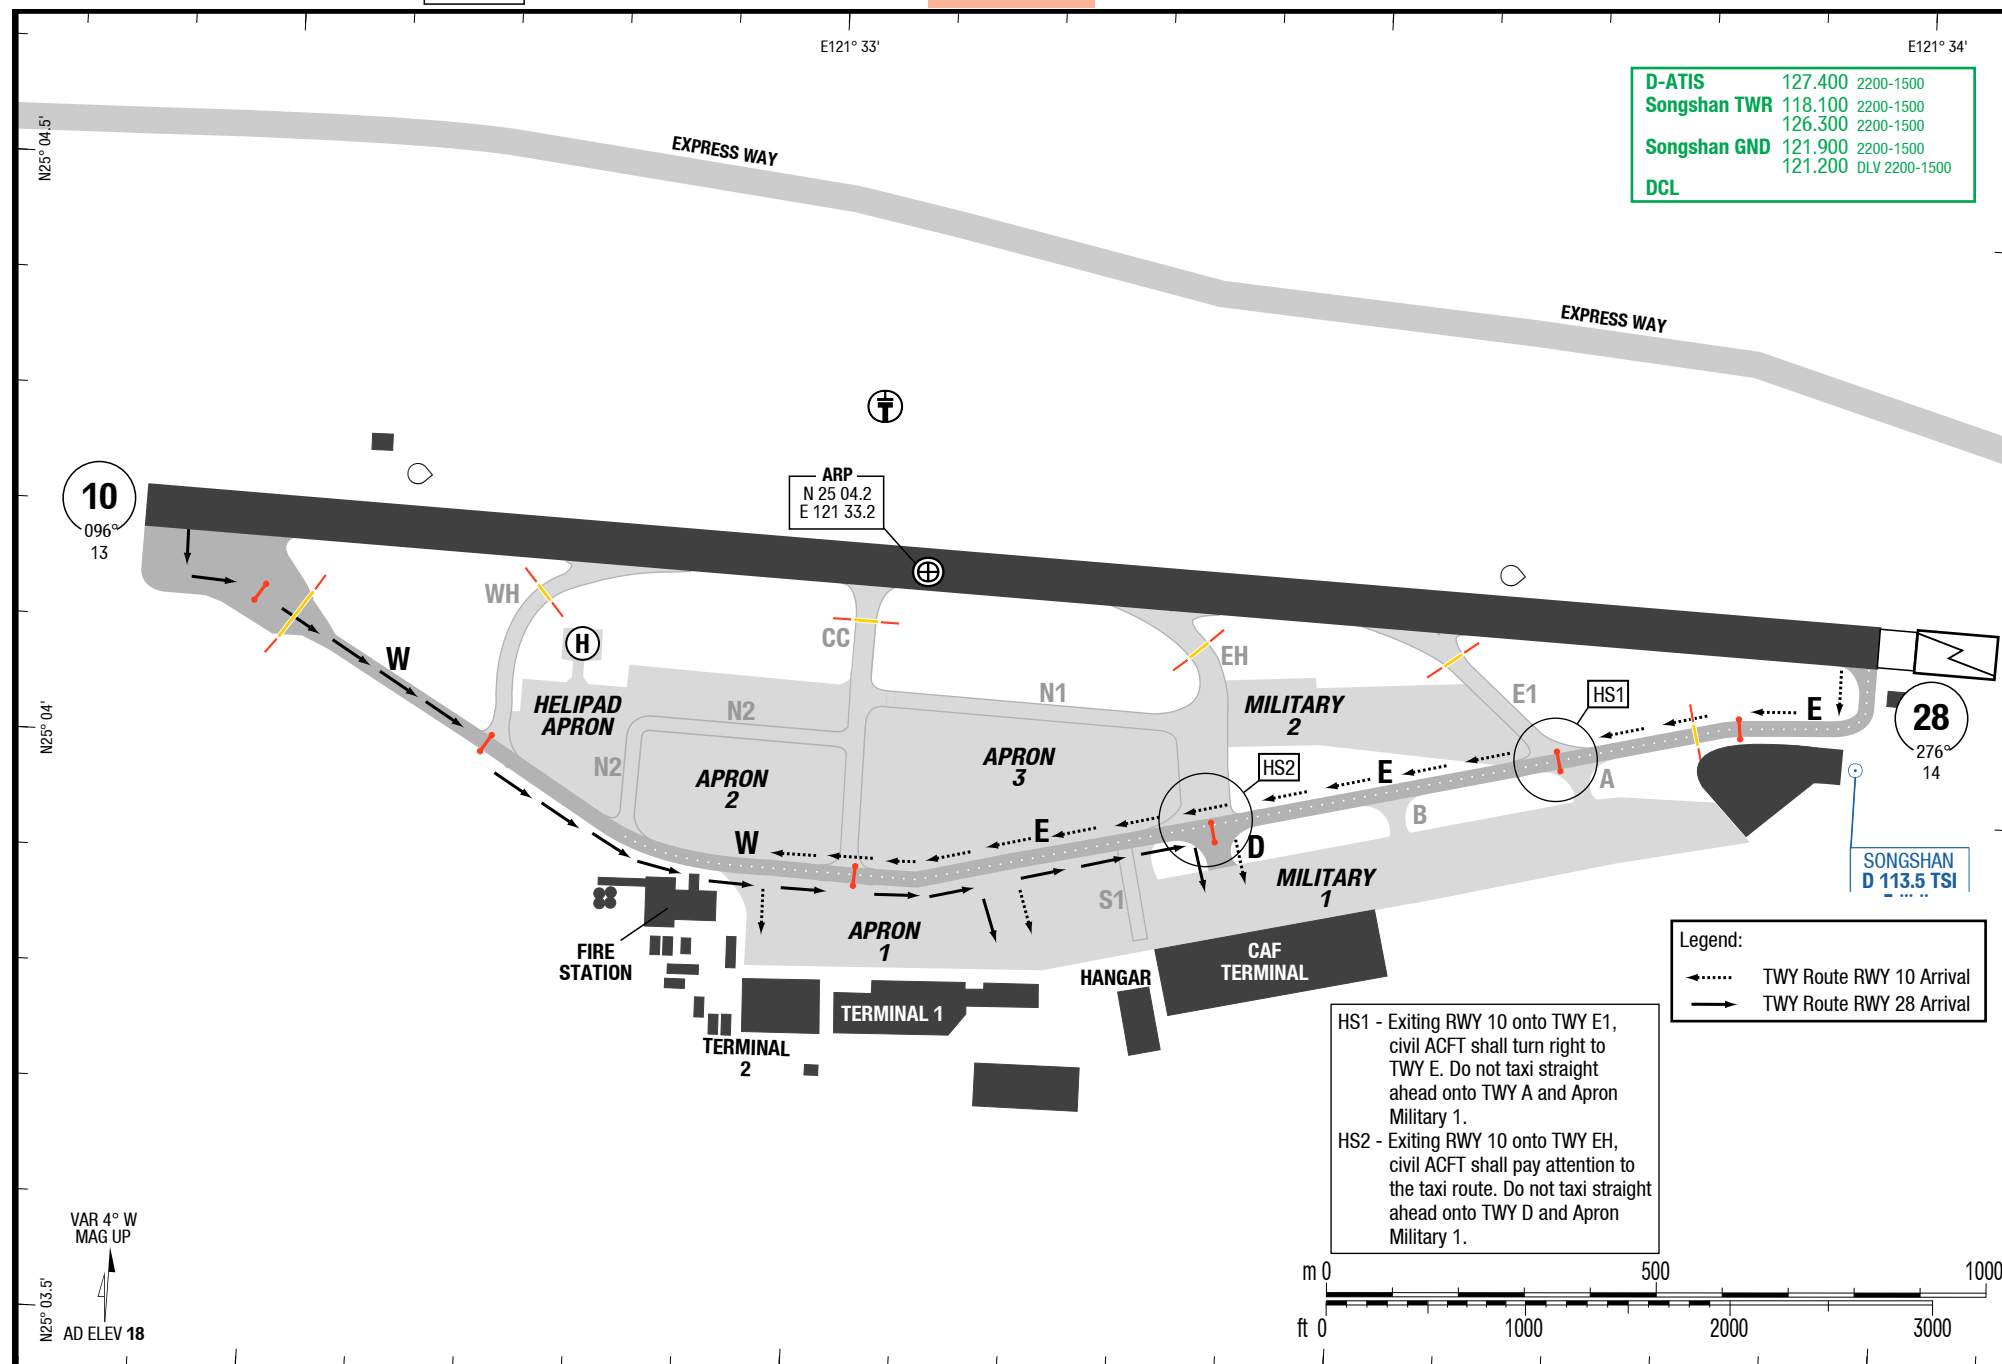 E121° 33'
E121° 34'
D-ATIS 127.400 2200-1500
Songshan TWR 118.100 2200-1500
126.300 2200-1500
Songshan GND 121.900 2200-1500
121.200 DLV 2200-1500
DCL
N25° 04.5'
EXPRESS WAY
EXPRESS WAY
ARP
N 25 04.2
E 121 33.2
10
096°
13
WH
H
CC
EH
W
HELIPAD
APRON
N2
N1
MILITARY
2
E1
HS1
E
28
276°
14
N25° 04'
N2
APRON
2
APRON
3
HS2
E
A
B
W
E
D
SONGSHAN
D 113.5 TSI
MILITARY
1
S1
APRON
1
FIRE
STATION
CAF
TERMINAL
HANGAR
TERMINAL 1
TERMINAL
2
Legend:
TWY Route RWY 10 Arrival
TWY Route RWY 28 Arrival
HS1 - Exiting RWY 10 onto TWY E1,
civil ACFT shall turn right to
TWY E. Do not taxi straight
ahead onto TWY A and Apron
Military 1.
HS2 - Exiting RWY 10 onto TWY EH,
civil ACFT shall pay attention to
the taxi route. Do not taxi straight
ahead onto TWY D and Apron
Military 1.
VAR 4° W
MAG UP
N25° 03.5'
AD ELEV 18
m 0 500 1000
ft 0 1000 2000 3000